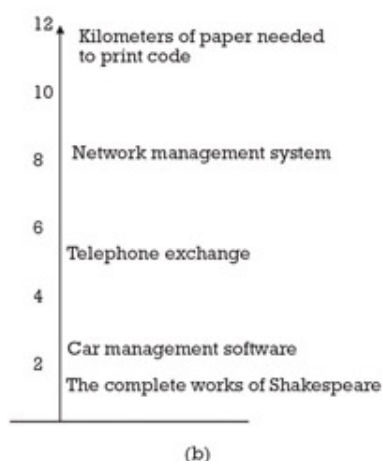 12
Kilometers of paper needed
to print code
10
8
Network management system
6
Telephone exchange
4
Car management software
2
The complete works of Shakespeare
(b)